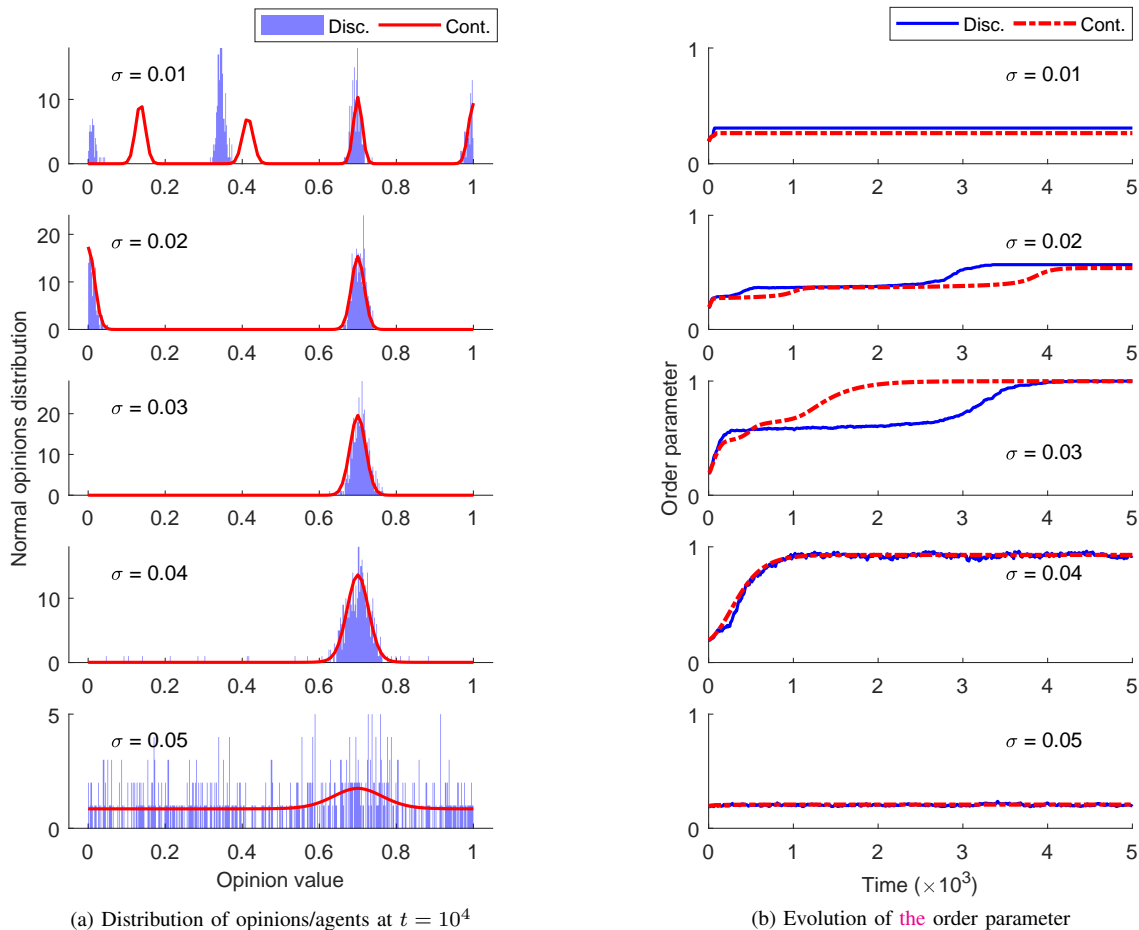 Disc. Cont.
σ = 0.01
10
0
0 0.2 0.4 0.6 0.8 1
σ = 0.02
20
10
0
0 0.2 0.4 0.6 0.8 1
σ = 0.03
20
10
0
0 0.2 0.4 0.6 0.8 1
σ = 0.04
10
0
0 0.2 0.4 0.6 0.8 1
σ = 0.05
5
0
0 0.2 0.4 0.6 0.8 1
Normal opinions distribution
Opinion value
(a) Distribution of opinions/agents at t = 10⁴
Disc. Cont.
1
σ = 0.01
0
0 1 2 3 4 5
1
σ = 0.02
0
0 1 2 3 4 5
1
σ = 0.03
0
0 1 2 3 4 5
1
σ = 0.04
0
0 1 2 3 4 5
1
σ = 0.05
0
0 1 2 3 4 5
Order parameter
Time (×10³)
(b) Evolution of the order parameter